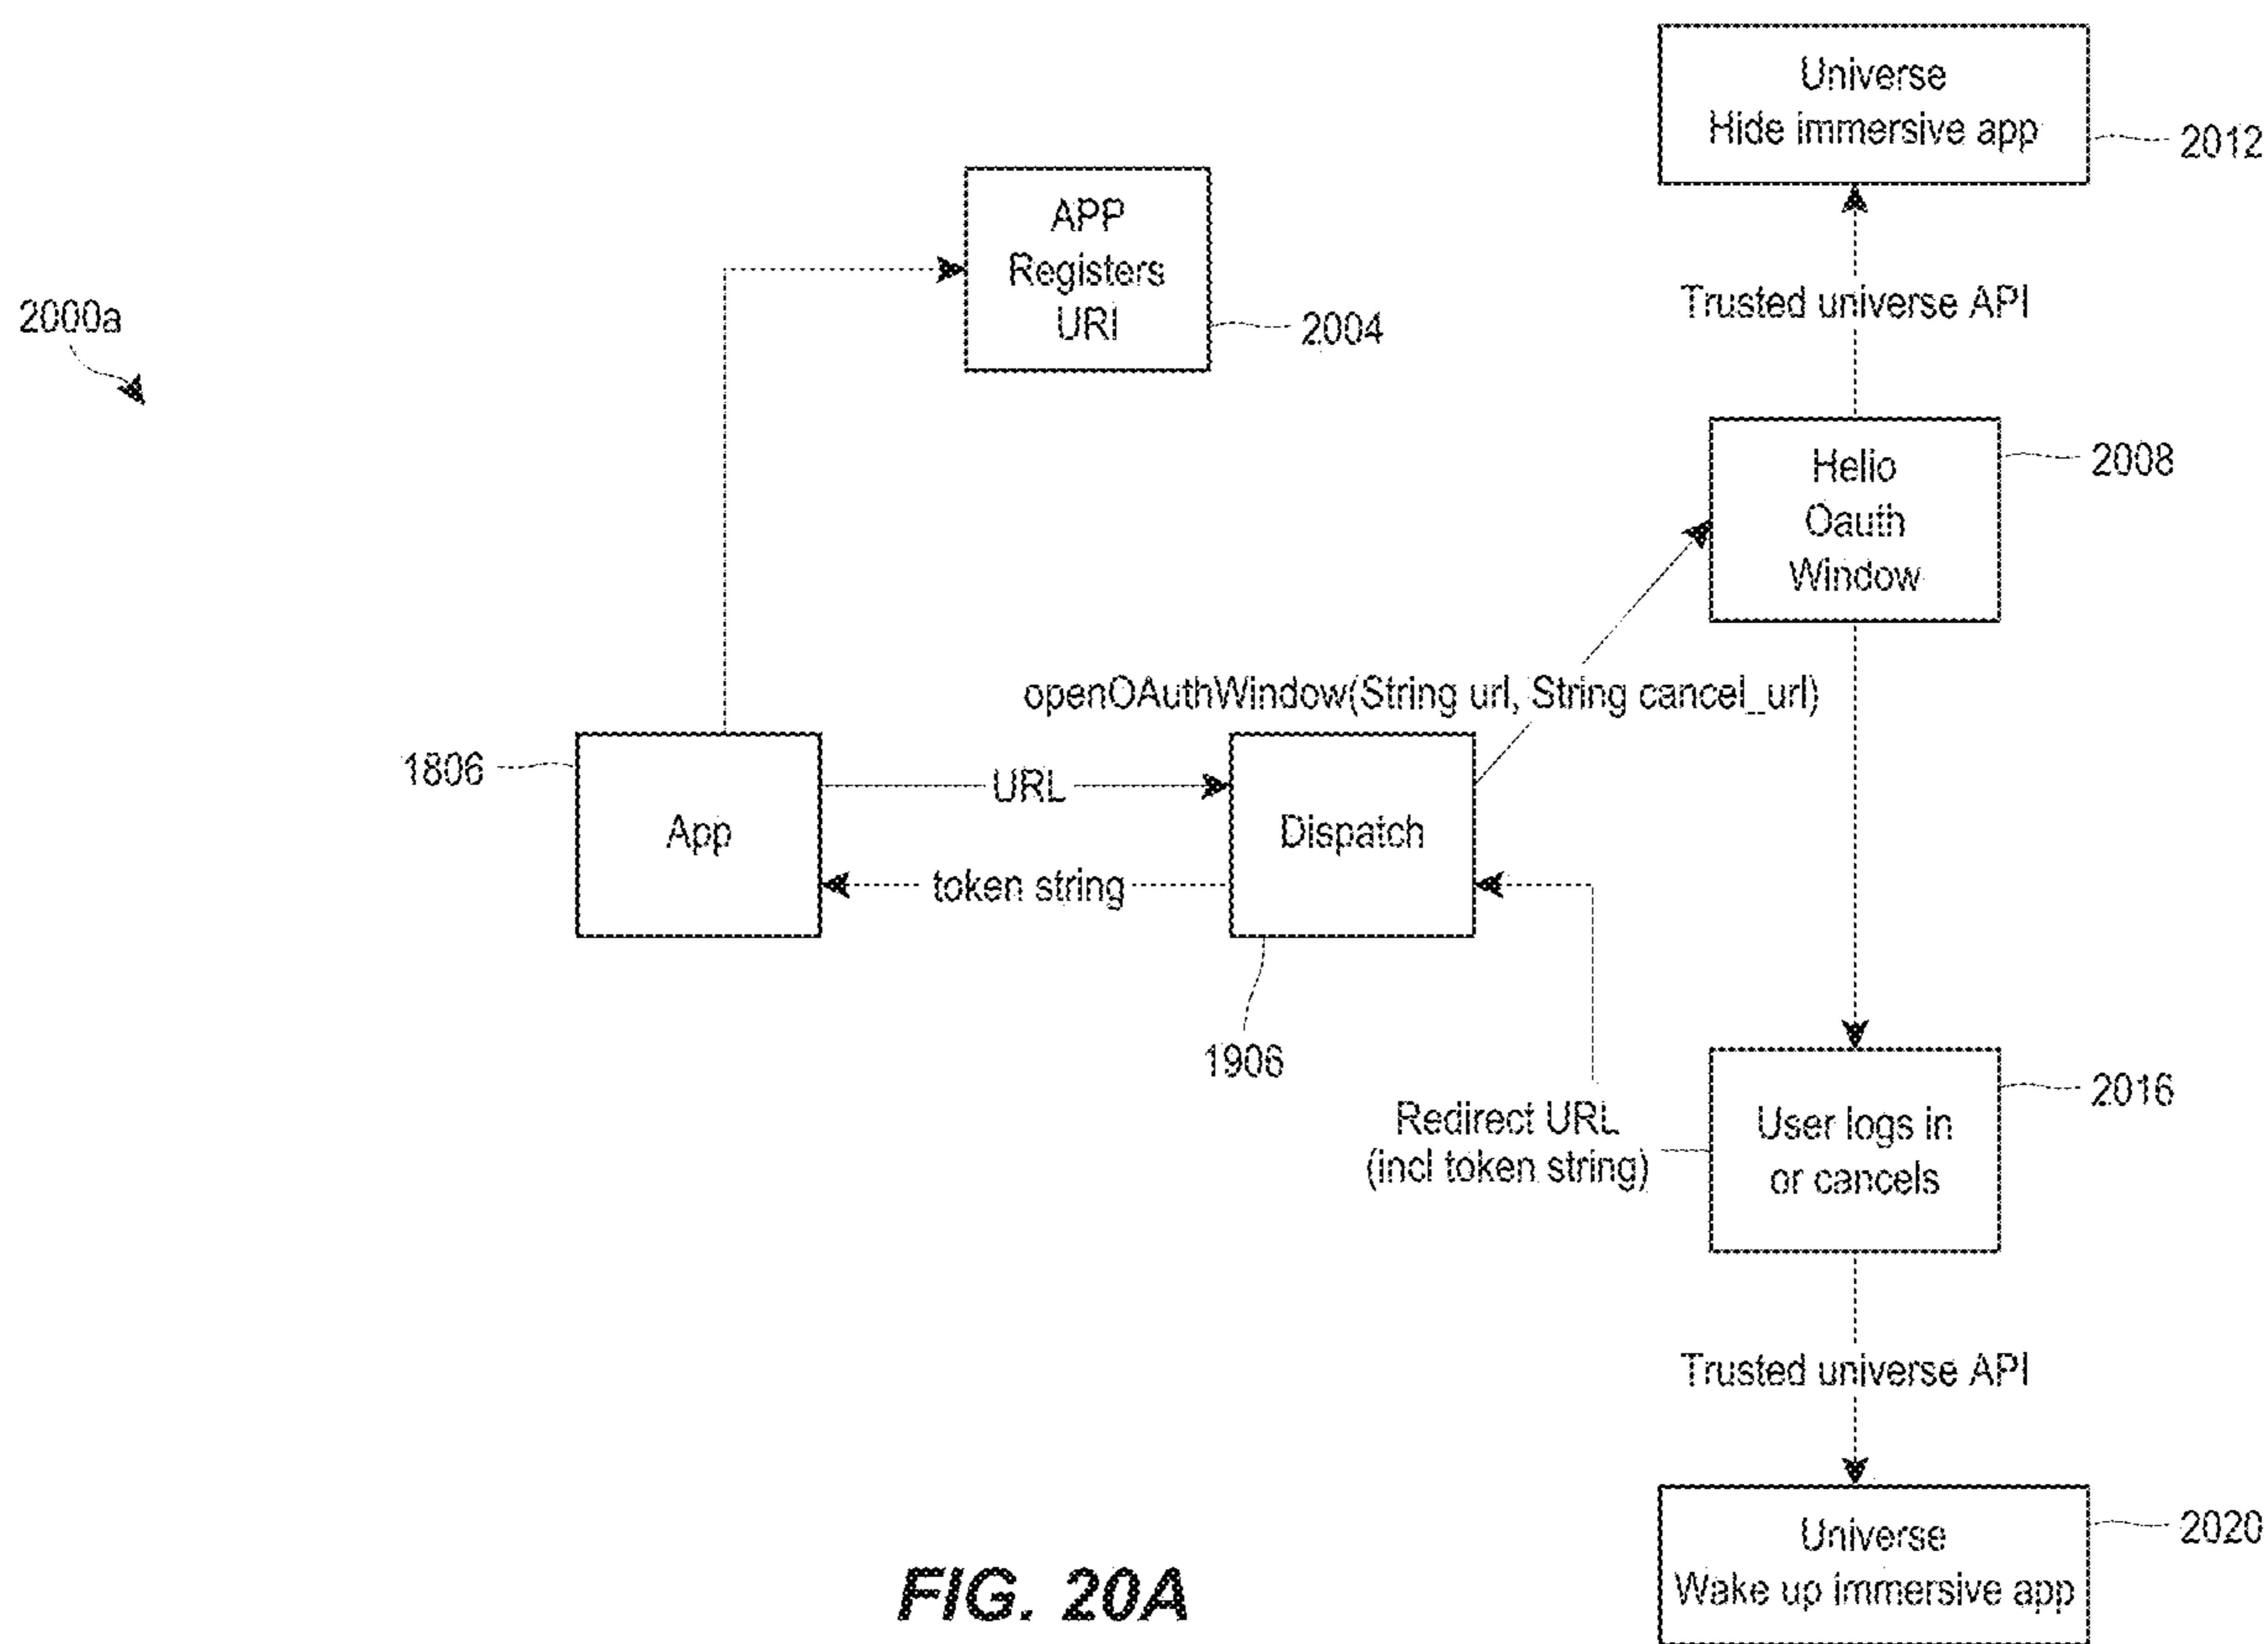 Universe
Hide immersive app
2012
APP
Registers
URI
2004
2000a
Trusted universe API
Helio
Oauth
Window
2008
openOAuthWindow(String url, String cancel_url)
1806
App
URL
token string
Dispatch
1906
Redirect URL
(incl token string)
User logs in
or cancels
2016
Trusted universe API
Universe
Wake up immersive app
2020
FIG. 20A